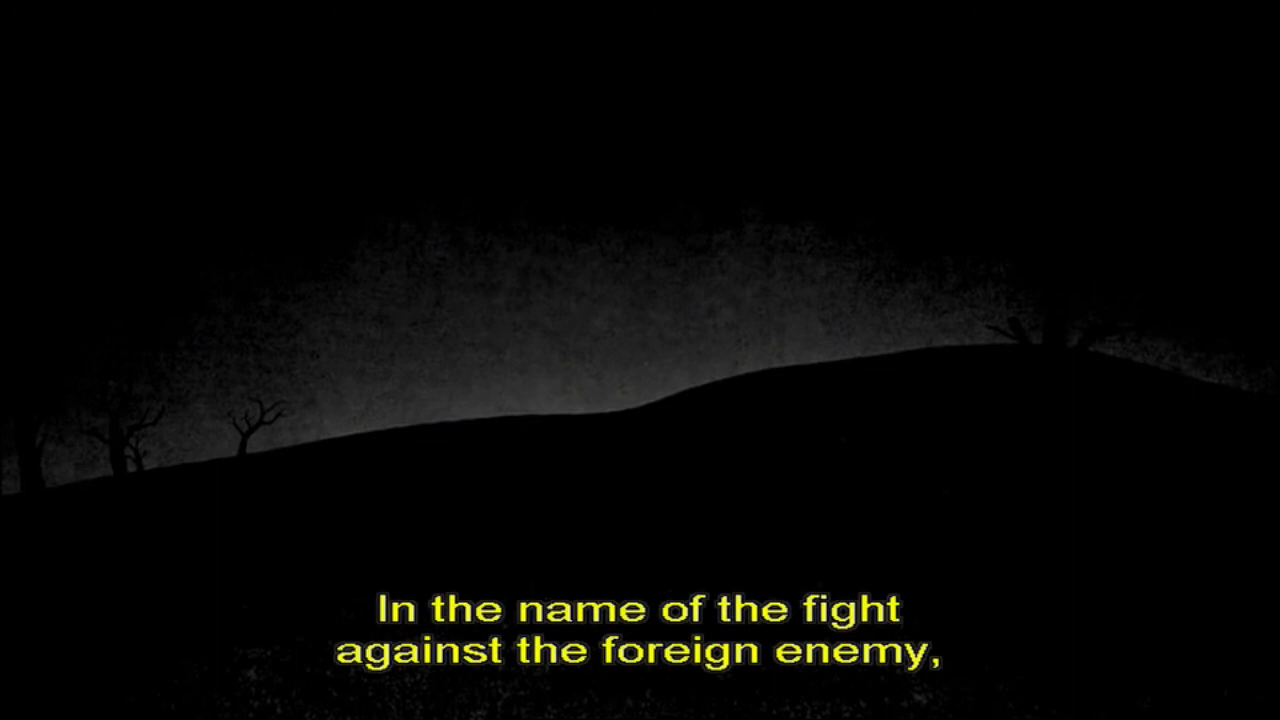 In the name of the fight
against the foreign enemy,